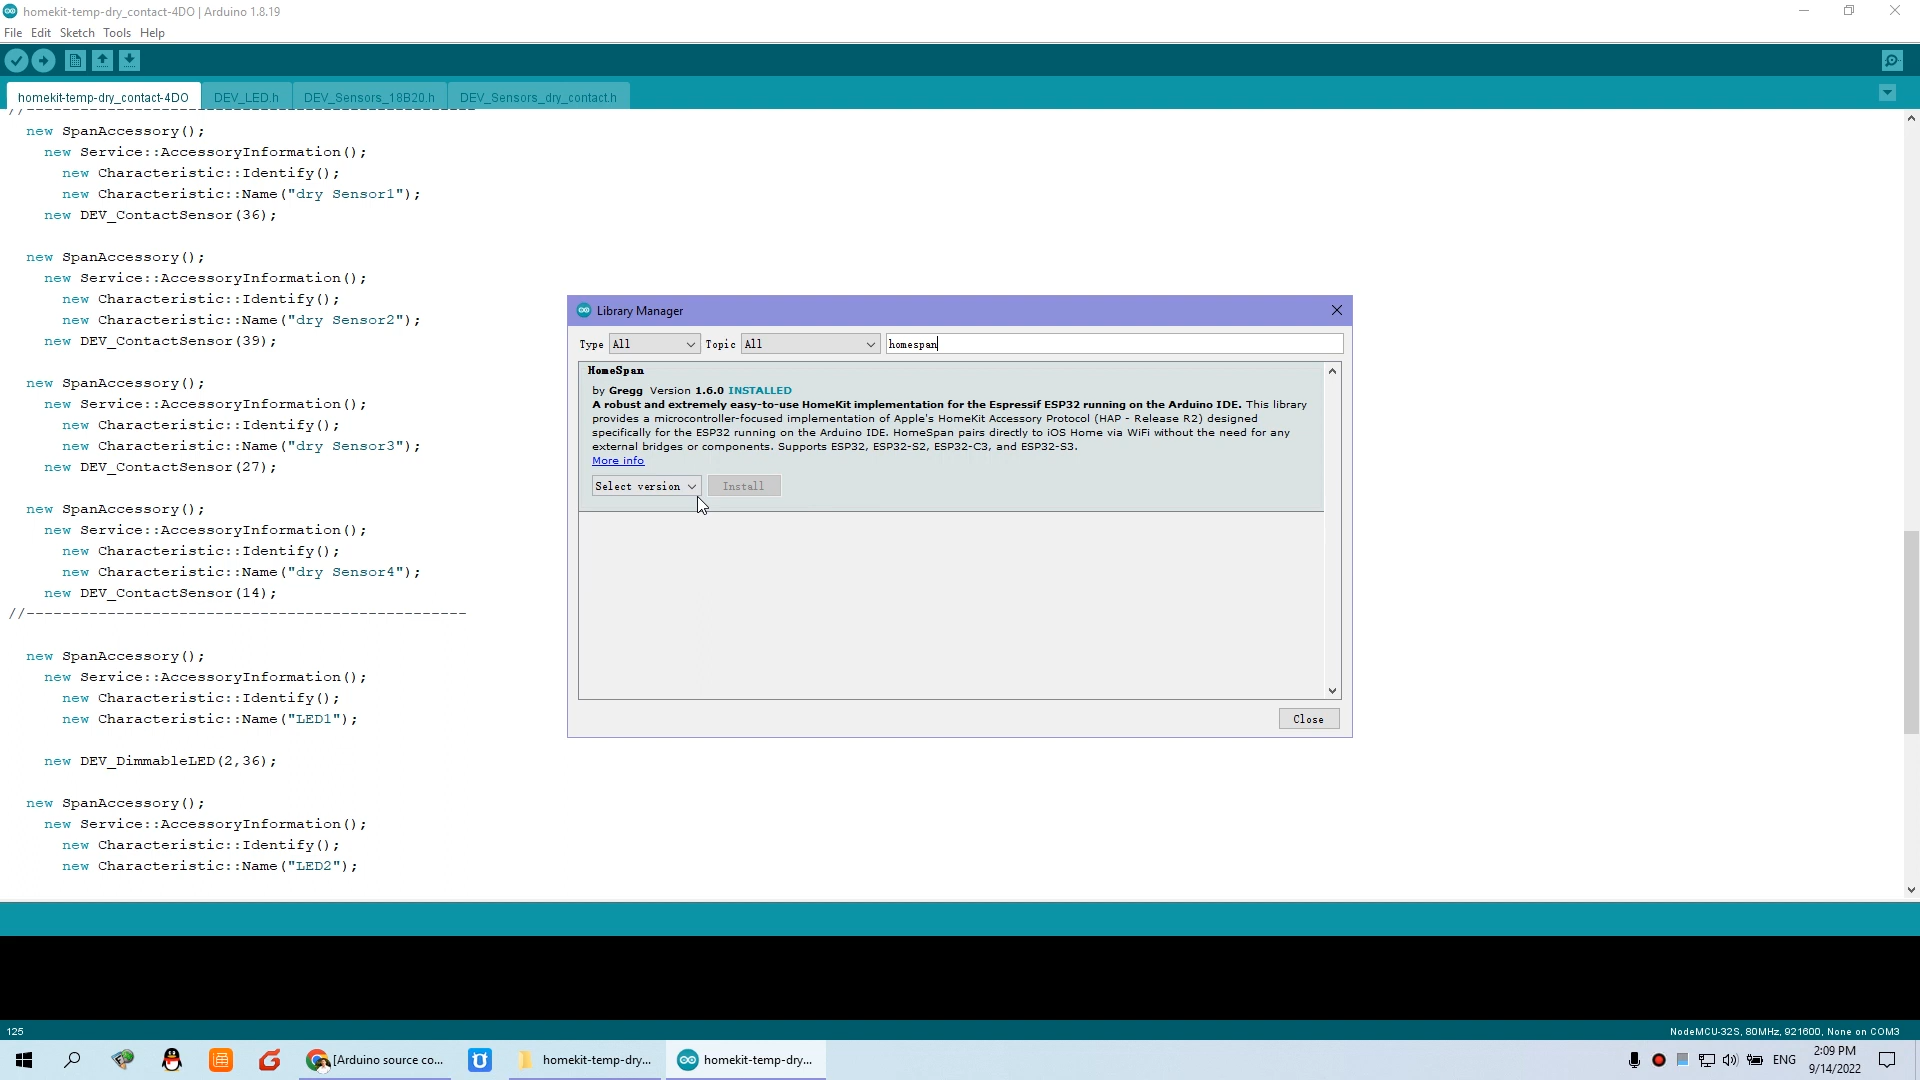 homekit-temp-dry_contact-4DO | Arduino 1.8.19
File Edit Sketch Tools Help
homekit-temp-dry_contact-4DO DEV_LED.h DEV_Sensors_18B20.h DEV_Sensors_dry_contact.h
//--------------------------------------------------
new SpanAccessory();
new Service::AccessoryInformation();
new Characteristic::Identify();
new Characteristic::Name("dry Sensor1");
new DEV_ContactSensor(36);
new SpanAccessory();
new Service::AccessoryInformation();
new Characteristic::Identify();
new Characteristic::Name("dry Sensor2");
new DEV_ContactSensor(39);
new SpanAccessory();
new Service::AccessoryInformation();
new Characteristic::Identify();
new Characteristic::Name("dry Sensor3");
new DEV_ContactSensor(27);
new SpanAccessory();
new Service::AccessoryInformation();
new Characteristic::Identify();
new Characteristic::Name("dry Sensor4");
new DEV_ContactSensor(14);
//-------------------------------------------------
new SpanAccessory();
new Service::AccessoryInformation();
new Characteristic::Identify();
new Characteristic::Name("LED1");
new DEV_DimmableLED(2,36);
new SpanAccessory();
new Service::AccessoryInformation();
new Characteristic::Identify();
new Characteristic::Name("LED2");
Library Manager
Type All Topic All homespan
HomeSpan
by Gregg Version 1.6.0 INSTALLED
A robust and extremely easy-to-use HomeKit implementation for the Espressif ESP32 running on the Arduino IDE. This library
provides a microcontroller-focused implementation of Apple's HomeKit Accessory Protocol (HAP - Release R2) designed
specifically for the ESP32 running on the Arduino IDE. HomeSpan pairs directly to iOS Home via WiFi without the need for any
external bridges or components. Supports ESP32, ESP32-S2, ESP32-C3, and ESP32-S3.
More info
Select version Install
Close
125
NodeMCU-32S, 80MHz, 921600, None on COM3
[Arduino source co... homekit-temp-dry... homekit-temp-dry... ENG
2:09 PM
9/14/2022